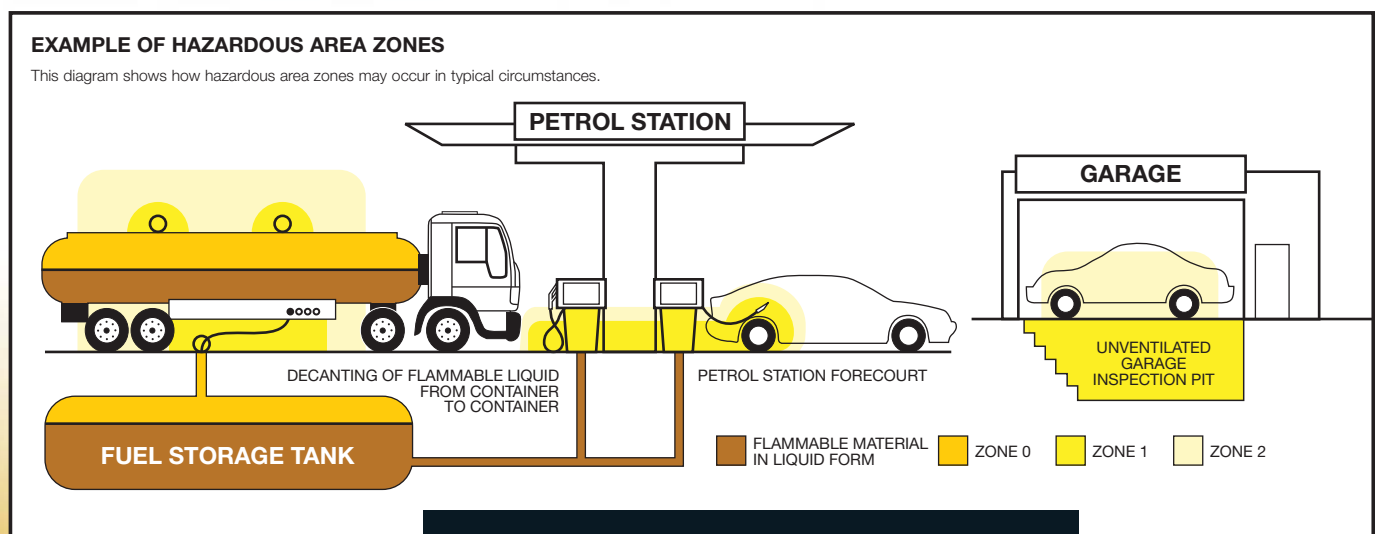 EXAMPLE OF HAZARDOUS AREA ZONES
This diagram shows how hazardous area zones may occur in typical circumstances.
PETROL STATION
GARAGE
DECANTING OF FLAMMABLE LIQUID
FROM CONTAINER
TO CONTAINER
PETROL STATION FORECOURT
UNVENTILATED
GARAGE
INSPECTION PIT
FUEL STORAGE TANK
FLAMMABLE MATERIAL
IN LIQUID FORM
ZONE 0
ZONE 1
ZONE 2